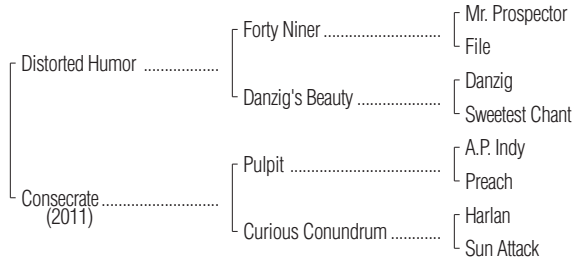 Mr. Prospector
Forty Niner ........................
File
Distorted Humor ..................
Danzig
Danzig's Beauty .................
Sweetest Chant
A.P. Indy
Pulpit ...............................
Preach
Consecrate ..........................
(2011)
Harlan
Curious Conundrum ..........
Sun Attack